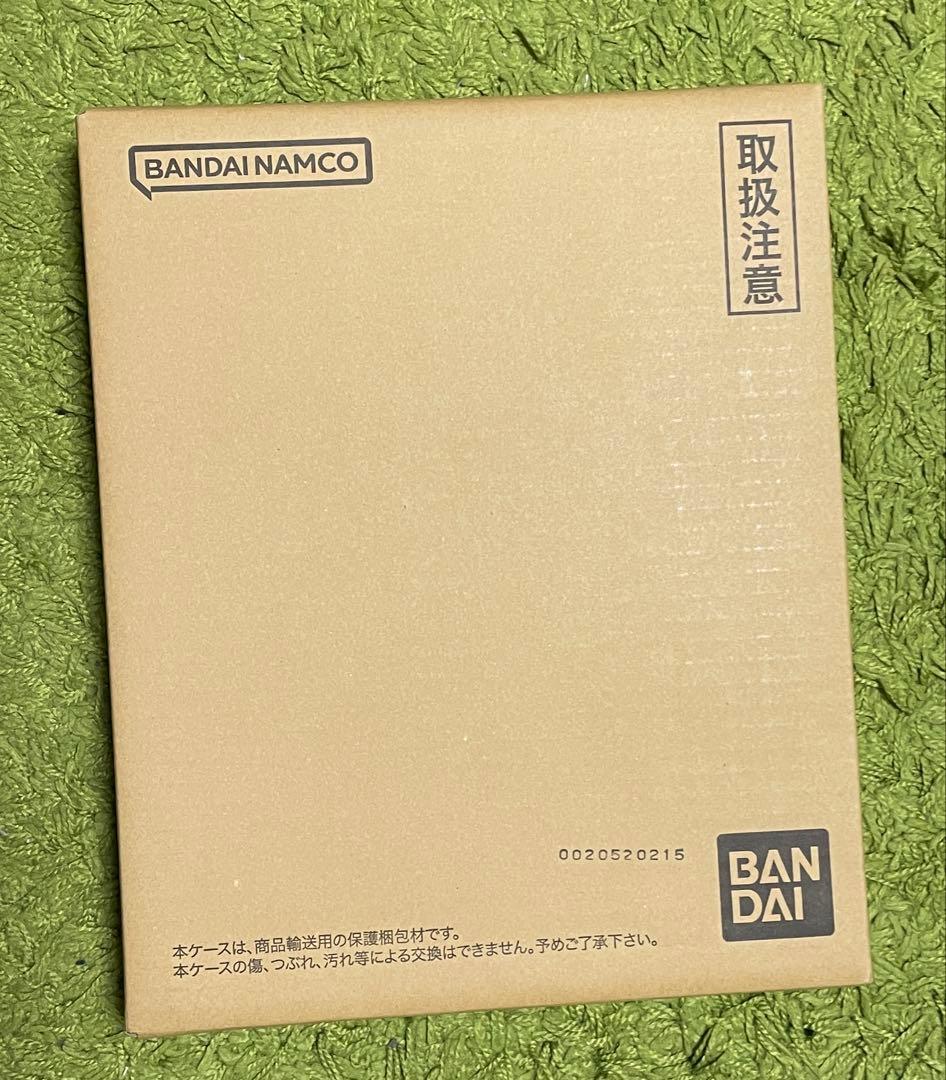 BANDAI NAMCO
取扱注意
0020520215
BAN
DAI
本ケースは、商品輸送用の保護梱包材です。
本ケースの傷、つぶれ、汚れ等による交換はできません。予めご了承下さい。